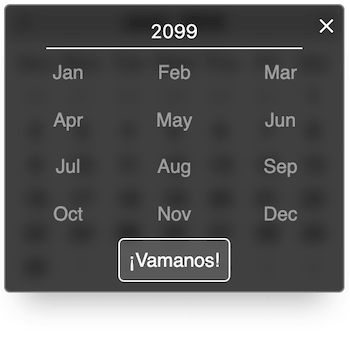 2099
Jan Feb Mar
Apr May Jun
Jul Aug Sep
Oct Nov Dec
¡Vamanos!